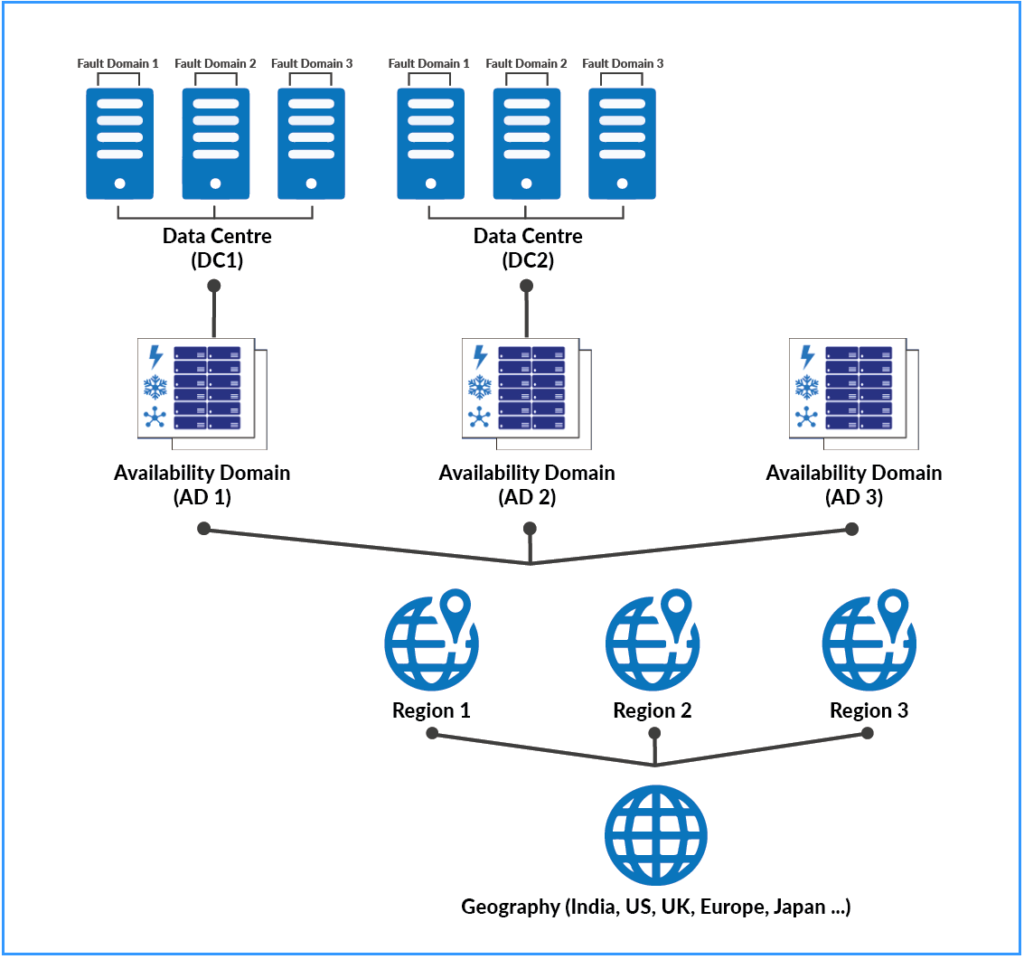 Fault Domain 1 Fault Domain 2 Fault Domain 3 Fault Domain 1 Fault Domain 2 Fault Domain 3
Data Centre
(DC1)
Data Centre
(DC2)
Availability Domain
(AD 1)
Availability Domain
(AD 2)
Availability Domain
(AD 3)
Region 1 Region 2 Region 3
Geography (India, US, UK, Europe, Japan ...)